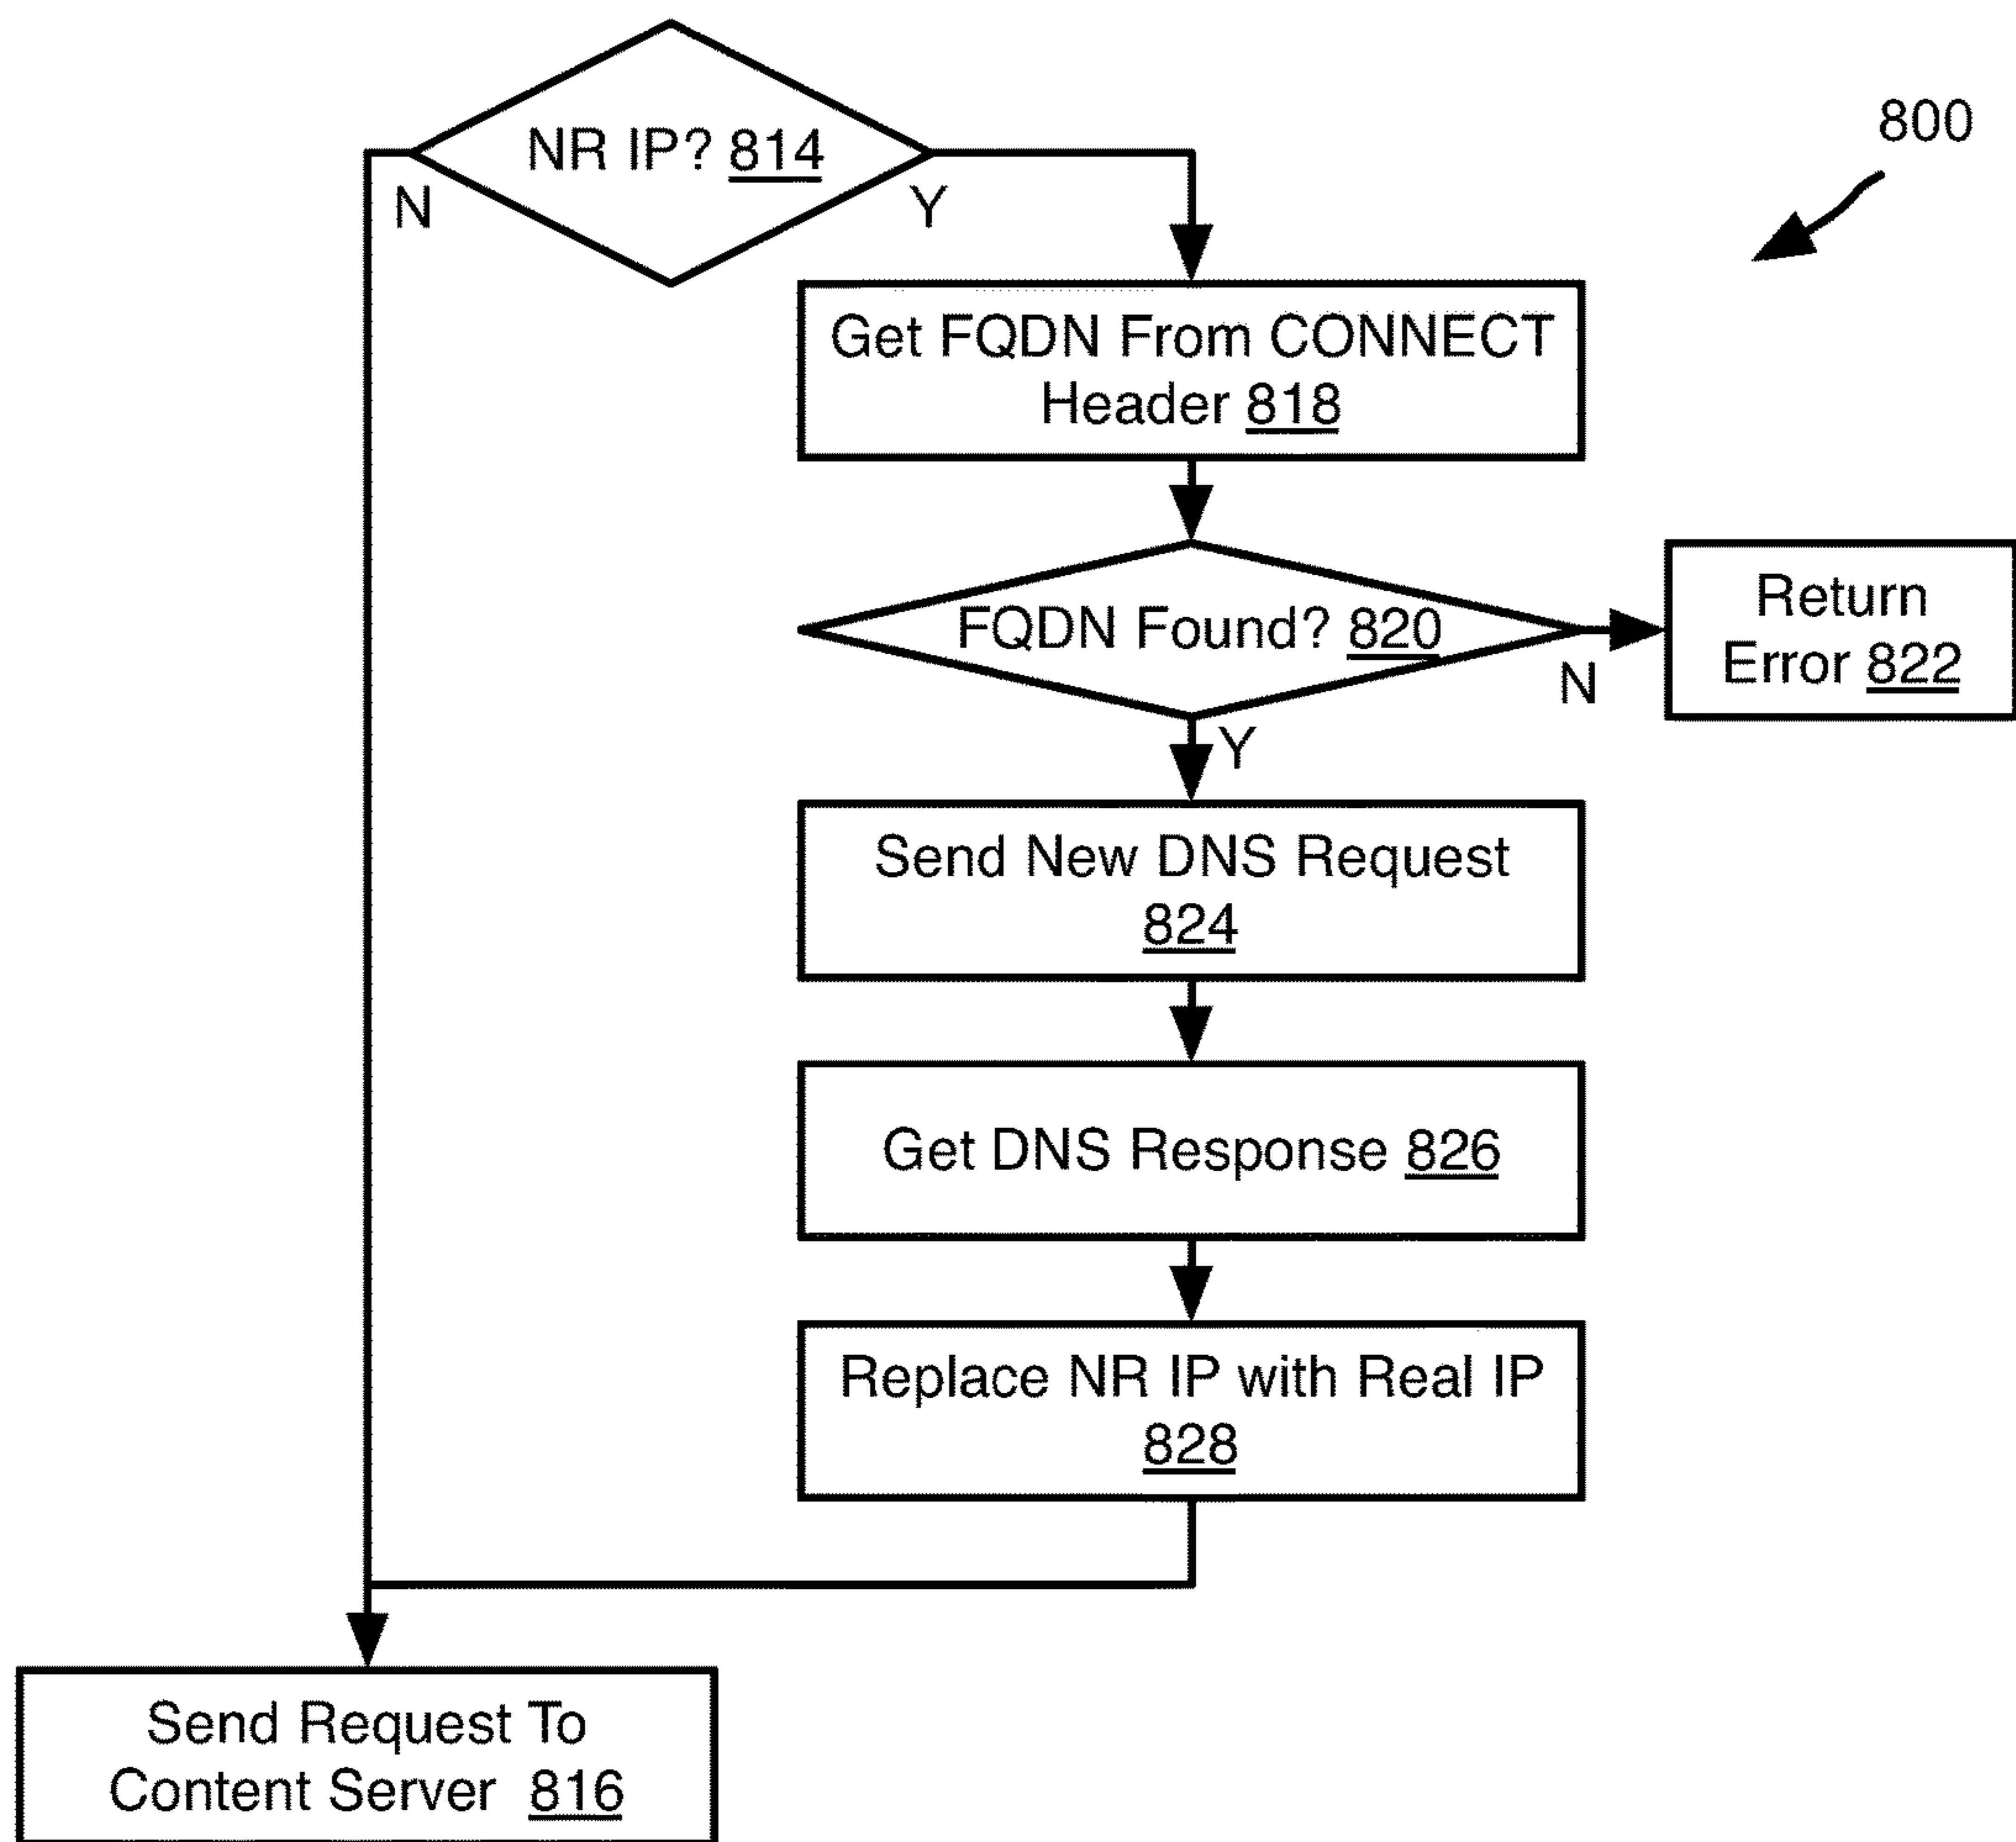 800
NR IP? 814
N
Y
Get FQDN From CONNECT
Header 818
FQDN Found? 820
N
Y
Return
Error 822
Send New DNS Request
824
Get DNS Response 826
Replace NR IP with Real IP
828
Send Request To
Content Server 816